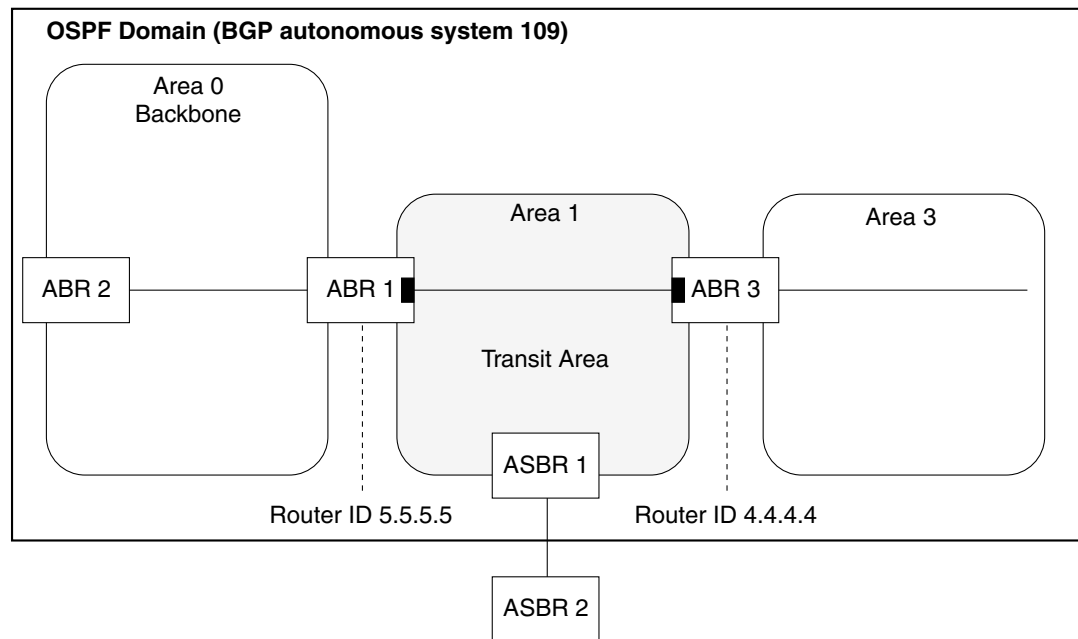 OSPF Domain (BGP autonomous system 109)
Area 0
Backbone
Area 1
Area 3
ABR 2
ABR 1
ABR 3
Transit Area
ASBR 1
Router ID 5.5.5.5
Router ID 4.4.4.4
ASBR 2